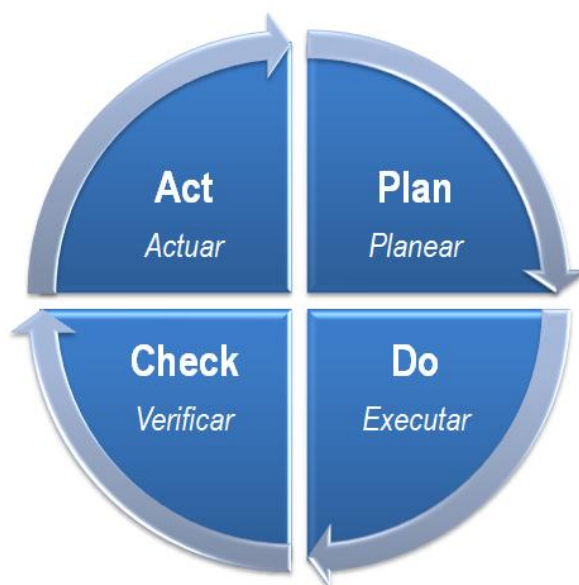 Act
Actuar
Plan
Planear
Check
Verificar
Do
Executar